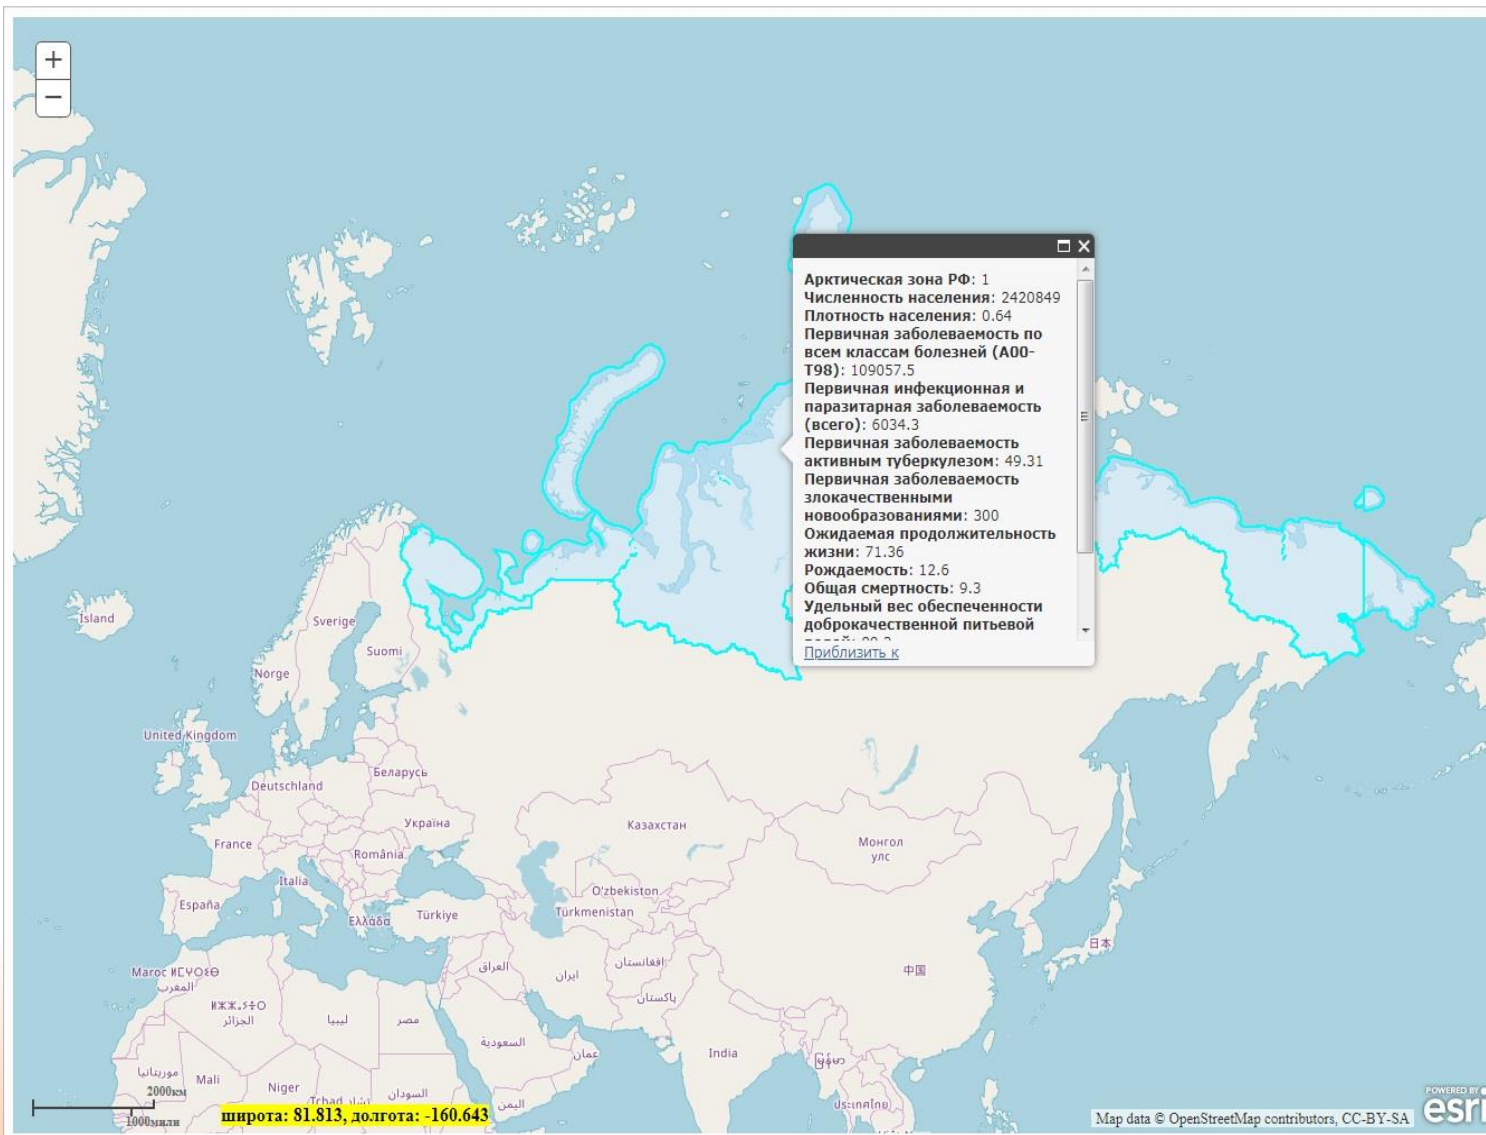 +
−
Арктическая зона РФ: 1
Численность населения: 2420849
Плотность населения: 0.64
Первичная заболеваемость по
всем классам болезней (A00-
T98): 109057.5
Первичная инфекционная и
паразитарная заболеваемость
(всего): 6034.3
Первичная заболеваемость
активным туберкулезом: 49.31
Первичная заболеваемость
злокачественными
новообразованиями: 300
Ожидаемая продолжительность
жизни: 71.36
Рождаемость: 12.6
Общая смертность: 9.3
Удельный вес обеспеченности
доброкачественной питьевой
Приблизить к
Ísland
Sverige
Suomi
Norge
United Kingdom
Беларусь
Deutschland
Україна
Казахстан
France
România
Монгол
улс
Italia
O'zbekiston
España
Ελλάδα
Türkiye
Türkmenistan
日本
Maroc ⵍⵎⵖⵔⵉⴱ
المغرب
العراق
ایران
افغانستان
中国
پاکستان
الجزائر
ليبيا
مصر
السعودية
عمان
India
موريتانيا
Mali
Niger
Tchad تشاد
السودان
اليمن
2000км
1000мили
широта: 81.813, долгота: -160.643
Map data © OpenStreetMap contributors, CC-BY-SA
POWERED BY
esri